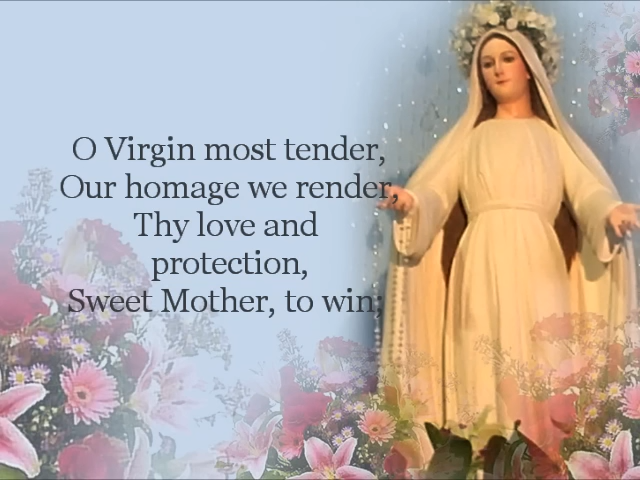 O Virgin most tender,
Our homage we render,
Thy love and
protection,
Sweet Mother, to win;